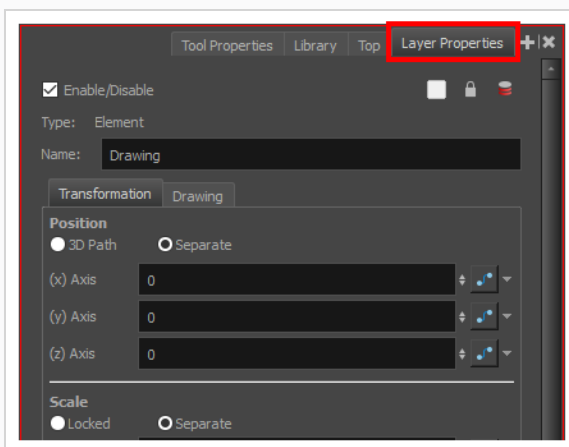 Tool Properties Library Top Layer Properties
Enable/Disable
Type: Element
Name: Drawing
Transformation Drawing
Position
3D Path Separate
(x) Axis 0
(y) Axis 0
(z) Axis 0
Scale
Locked Separate